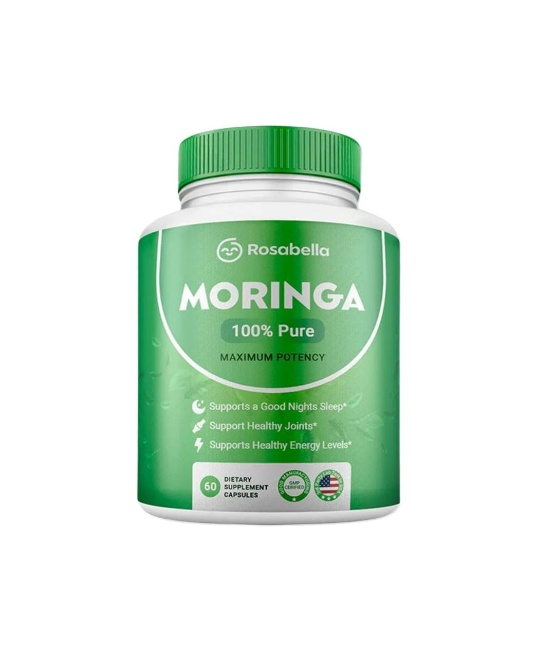 Rosabella
MORINGA
100% Pure
MAXIMUM POTENCY
Supports a Good Nights Sleep*
Support Healthy Joints*
Supports Healthy Energy Levels*
60
DIETARY
SUPPLEMENT
CAPSULES
GMP
CERTIFIED